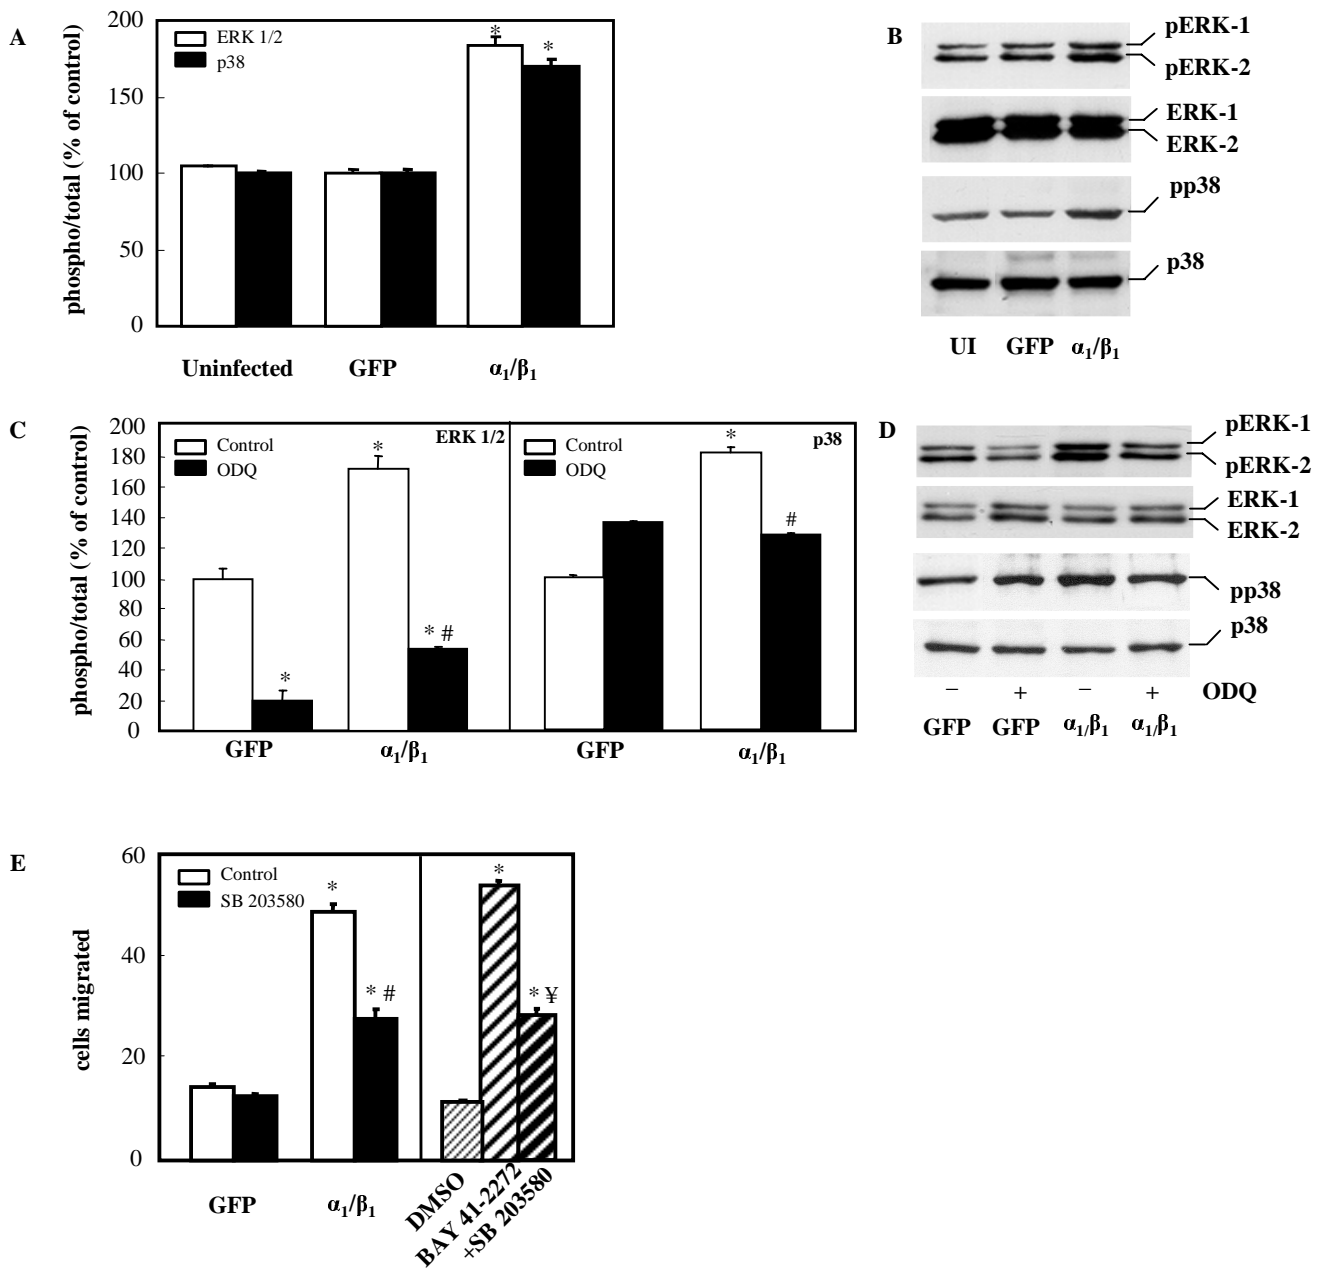 A
phospho/total (% of control)
200
150
100
50
0
ERK 1/2
p38
*
*
Uninfected
GFP
α₁/β₁
B
pERK-1
pERK-2
ERK-1
ERK-2
pp38
p38
UI GFP α₁/β₁
C
phospho/total (% of control)
200
180
160
140
120
100
80
60
40
20
0
Control
ODQ
ERK 1/2
*
*
* #
GFP
α₁/β₁
Control
ODQ
p38
*
#
GFP
α₁/β₁
D
pERK-1
pERK-2
ERK-1
ERK-2
pp38
p38
− + − + ODQ
GFP GFP α₁/β₁ α₁/β₁
E
cells migrated
60
40
20
0
Control
SB 203580
*
* #
*
* ¥
GFP
α₁/β₁
DMSO
BAY 41-2272
+SB 203580